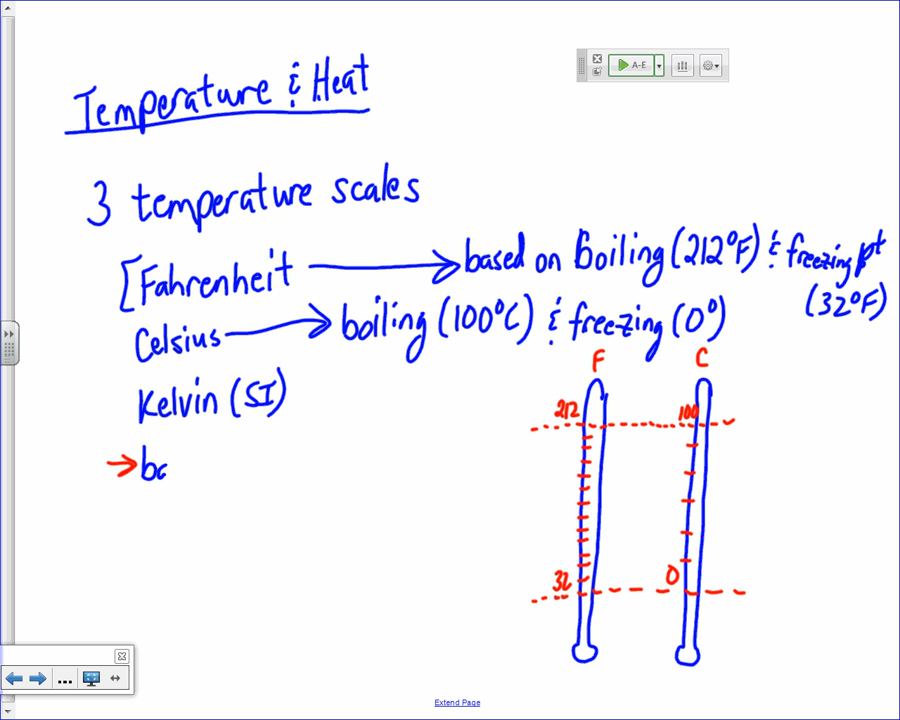 Temperature & Heat
A-E
3 temperature scales
[Fahrenheit → based on boiling (212°F) & freezing pt
(32°F)
Celsius → boiling (100°C) & freezing (0°)
Kelvin (SI)
→ ba
F C
212 100
32 0
...
Extend Page